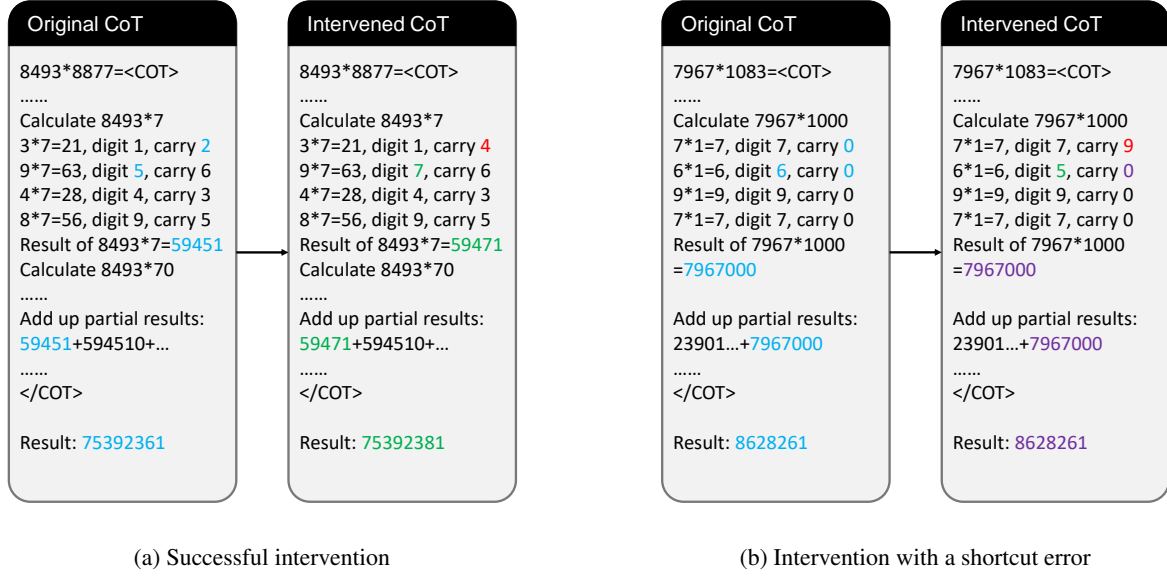 Original CoT
8493*8877=<COT>
......
Calculate 8493*7
3*7=21, digit 1, carry 2
9*7=63, digit 5, carry 6
4*7=28, digit 4, carry 3
8*7=56, digit 9, carry 5
Result of 8493*7=59451
Calculate 8493*70
......
Add up partial results:
59451+594510+...
......
</COT>
Result: 75392361
Intervened CoT
8493*8877=<COT>
......
Calculate 8493*7
3*7=21, digit 1, carry 4
9*7=63, digit 7, carry 6
4*7=28, digit 4, carry 3
8*7=56, digit 9, carry 5
Result of 8493*7=59471
Calculate 8493*70
......
Add up partial results:
59471+594510+...
......
</COT>
Result: 75392381
(a) Successful intervention
Original CoT
7967*1083=<COT>
......
Calculate 7967*1000
7*1=7, digit 7, carry 0
6*1=6, digit 6, carry 0
9*1=9, digit 9, carry 0
7*1=7, digit 7, carry 0
Result of 7967*1000
=7967000
Add up partial results:
23901...+7967000
......
</COT>
Result: 8628261
Intervened CoT
7967*1083=<COT>
......
Calculate 7967*1000
7*1=7, digit 7, carry 9
6*1=6, digit 5, carry 0
9*1=9, digit 9, carry 0
7*1=7, digit 7, carry 0
Result of 7967*1000
=7967000
Add up partial results:
23901...+7967000
......
</COT>
Result: 8628261
(b) Intervention with a shortcut error